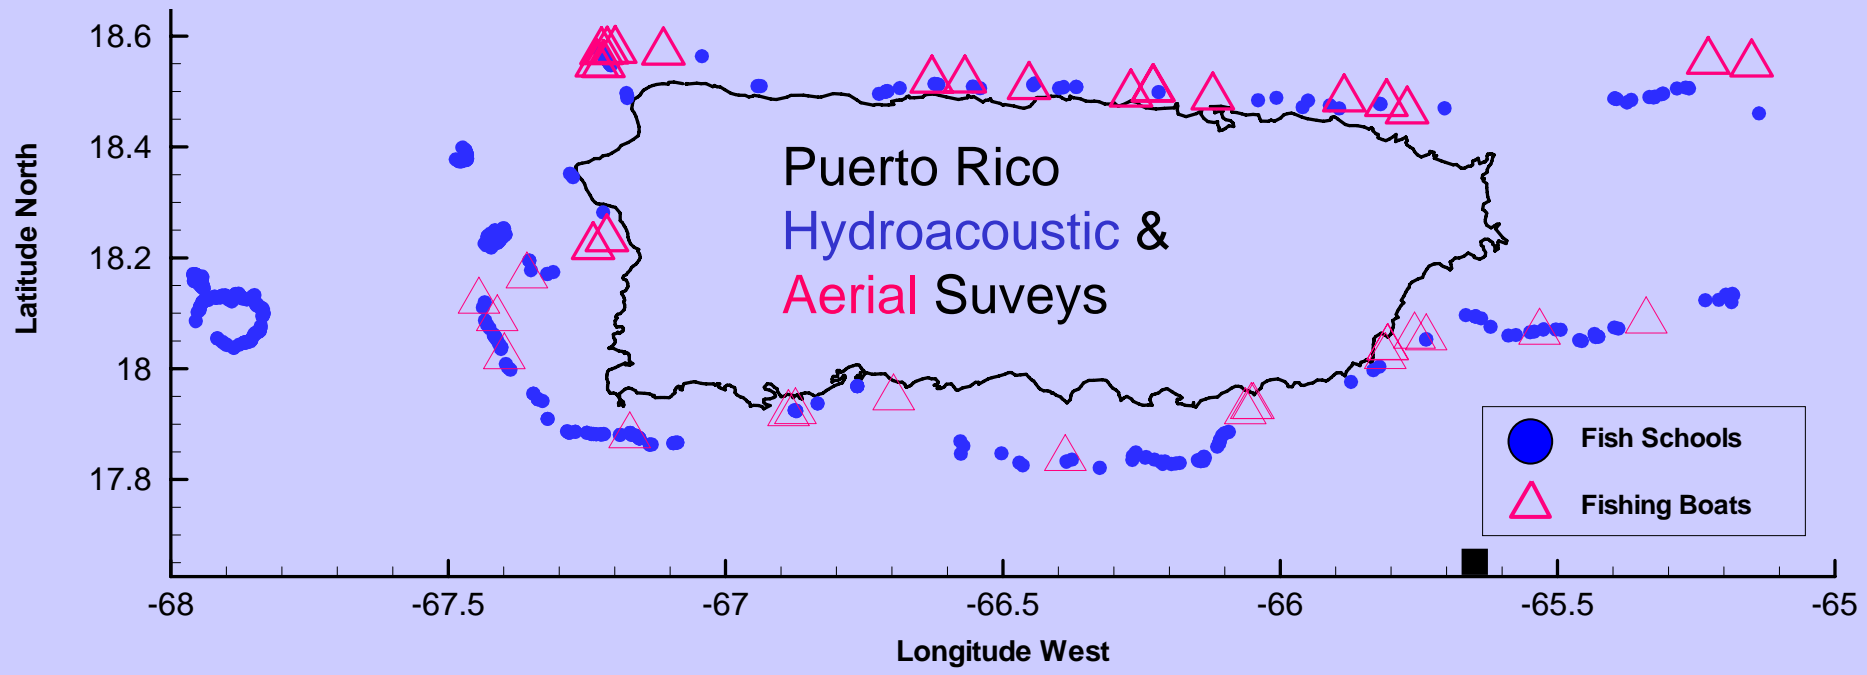 18.6
18.4
18.2
18
17.8
Latitude North
Puerto Rico
Hydroacoustic &
Aerial Suveys
Fish Schools
Fishing Boats
-68 -67.5 -67 -66.5 -66 -65.5 -65
Longitude West